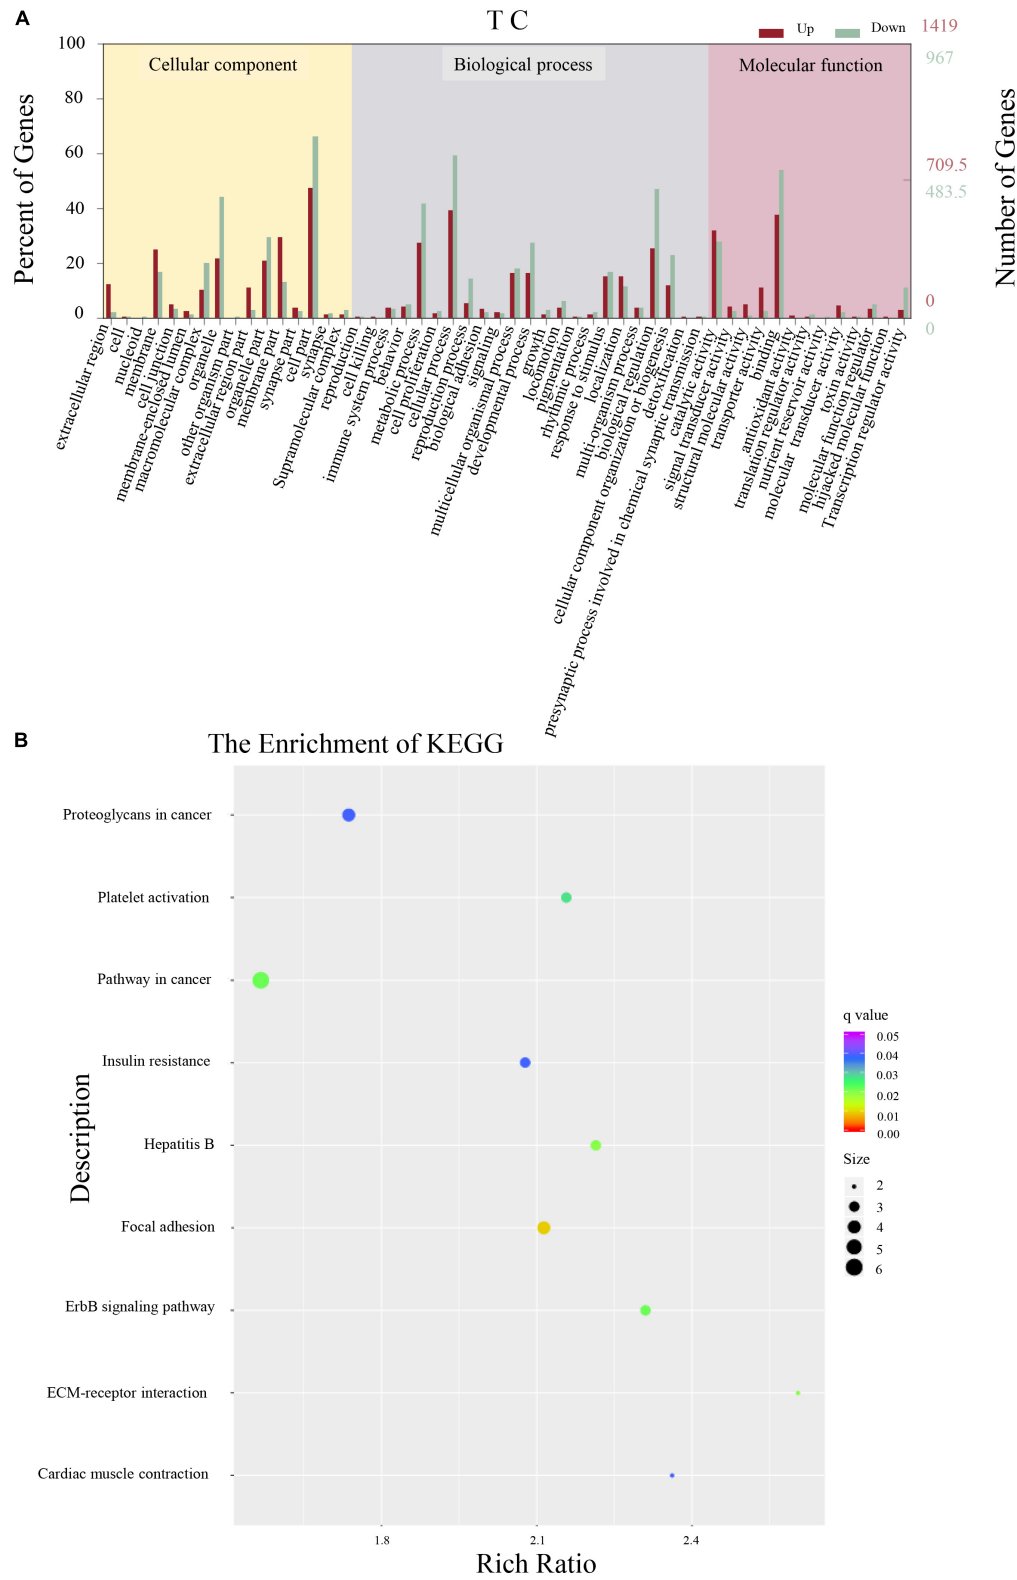 A
T C
Up
Down
1419
967
100
80
60
40
20
0
Percent of Genes
Cellular component
Biological process
Molecular function
709.5
483.5
0
0
Number of Genes
extracellular region
cell
nucleoid
membrane
cell junction
membrane-enclosed lumen
macromolecular complex
organelle
other organism part
extracellular region part
organelle part
membrane part
synapse part
cell part
synapse
Supramolecular complex
reproduction
cell killing
immune system process
behavior
metabolic process
cell proliferation
cellular process
reproduction process
biological adhesion
signaling
multicellular organismal process
developmental process
growth
locomotion
pigmentation
rhythmic process
response to stimulus
localization
multi-organism process
biological regulation
cellular component organization or biogenesis
detoxification
presynaptic process involved in chemical synaptic transmission
catalytic activity
signal transducer activity
structural molecular activity
transporter activity
binding
antioxidant activity
translation regulator activity
nutrient reservoir activity
molecular transducer activity
toxin activity
molecular function regulator
hijacked molecular function
Transcription regulator activity
B
The Enrichment of KEGG
Description
Proteoglycans in cancer
Platelet activation
Pathway in cancer
Insulin resistance
Hepatitis B
Focal adhesion
ErbB signaling pathway
ECM-receptor interaction
Cardiac muscle contraction
1.8
2.1
2.4
Rich Ratio
q value
0.05
0.04
0.03
0.02
0.01
0.00
Size
2
3
4
5
6